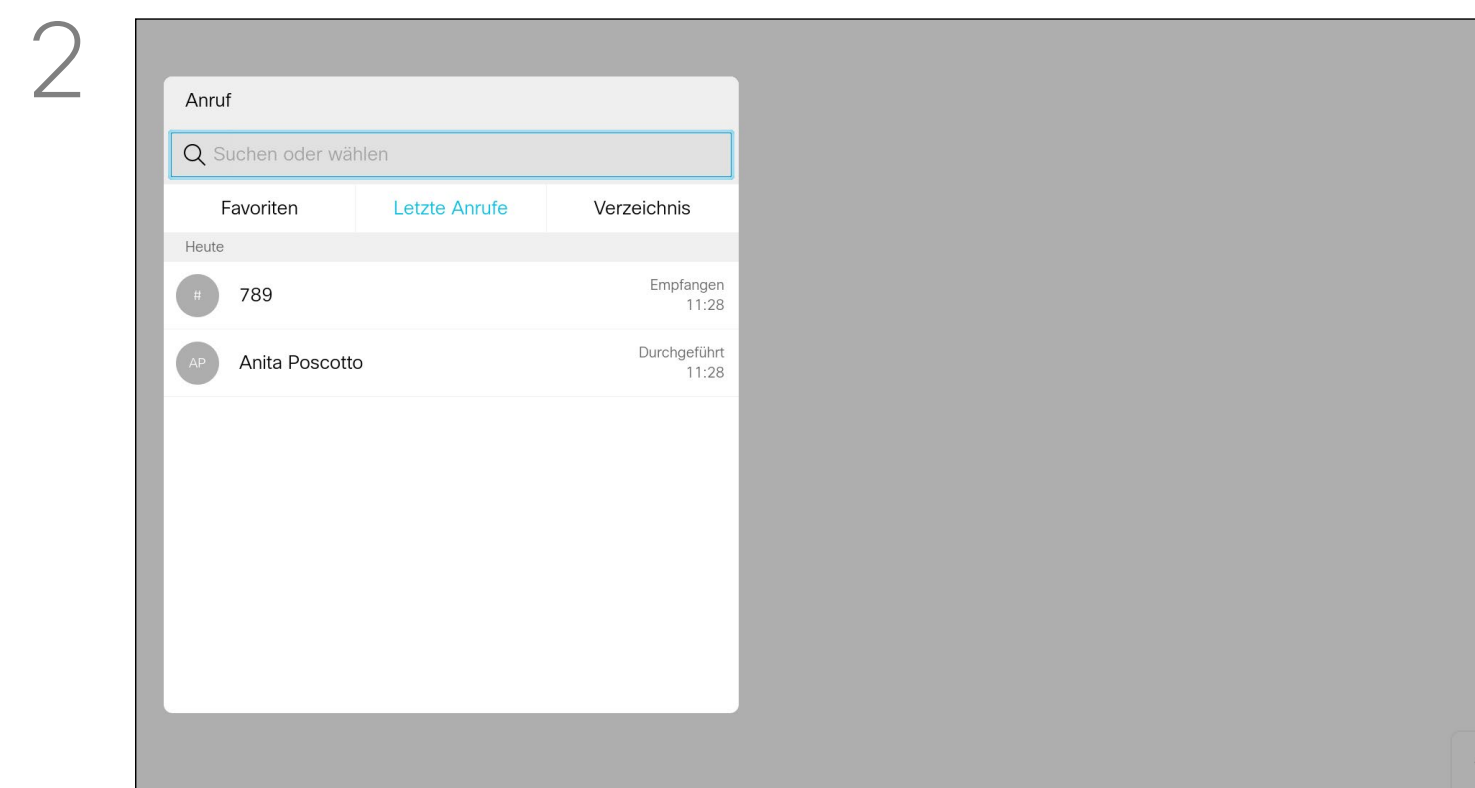 2
Anruf
Suchen oder wählen
Favoriten Letzte Anrufe Verzeichnis
Heute
# 789 Empfangen
11:28
AP Anita Poscotto Durchgeführt
11:28